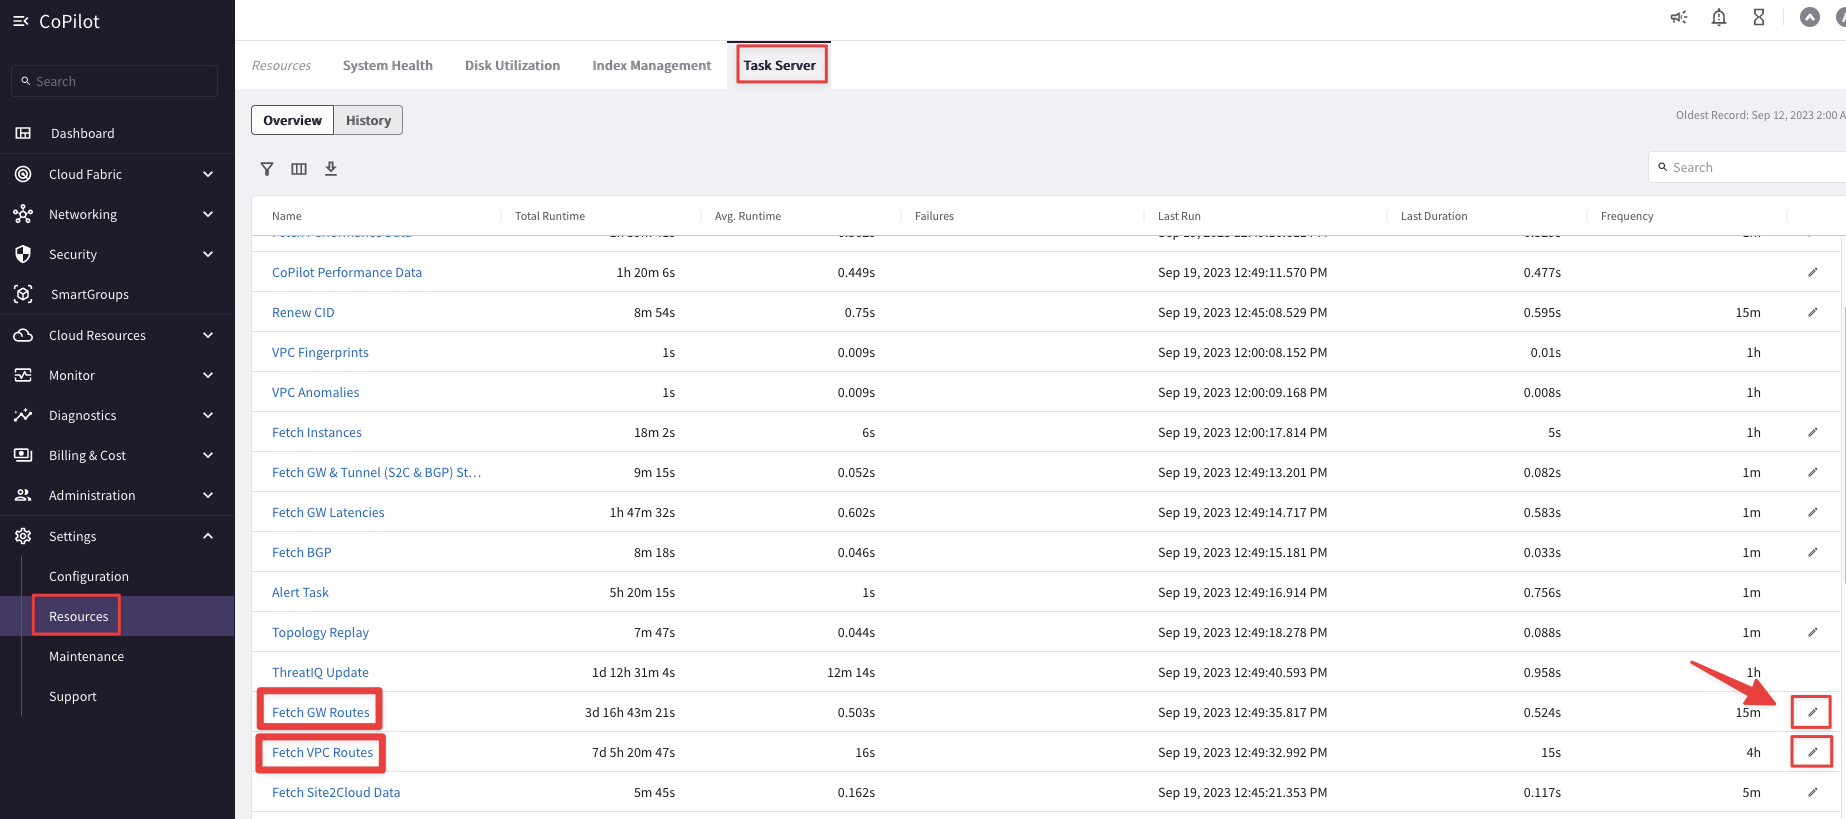 CoPilot
Search
Dashboard
Cloud Fabric
Networking
Security
SmartGroups
Cloud Resources
Monitor
Diagnostics
Billing & Cost
Administration
Settings
Configuration
Resources
Maintenance
Support
Resources System Health Disk Utilization Index Management Task Server
Overview History
Oldest Record: Sep 12, 2023 2:00 A
Search
Name Total Runtime Avg. Runtime Failures Last Run Last Duration Frequency
CoPilot Performance Data 1h 20m 6s 0.449s Sep 19, 2023 12:49:11.570 PM 0.477s
Renew CID 8m 54s 0.75s Sep 19, 2023 12:45:08.529 PM 0.595s 15m
VPC Fingerprints 1s 0.009s Sep 19, 2023 12:00:08.152 PM 0.01s 1h
VPC Anomalies 1s 0.009s Sep 19, 2023 12:00:09.168 PM 0.008s 1h
Fetch Instances 18m 2s 6s Sep 19, 2023 12:00:17.814 PM 5s 1h
Fetch GW & Tunnel (S2C & BGP) St... 9m 15s 0.052s Sep 19, 2023 12:49:13.201 PM 0.082s 1m
Fetch GW Latencies 1h 47m 32s 0.602s Sep 19, 2023 12:49:14.717 PM 0.583s 1m
Fetch BGP 8m 18s 0.046s Sep 19, 2023 12:49:15.181 PM 0.033s 1m
Alert Task 5h 20m 15s 1s Sep 19, 2023 12:49:16.914 PM 0.756s 1m
Topology Replay 7m 47s 0.044s Sep 19, 2023 12:49:18.278 PM 0.088s 1m
ThreatIQ Update 1d 12h 31m 4s 12m 14s Sep 19, 2023 12:49:40.593 PM 0.958s 1h
Fetch GW Routes 3d 16h 43m 21s 0.503s Sep 19, 2023 12:49:35.817 PM 0.524s 15m
Fetch VPC Routes 7d 5h 20m 47s 16s Sep 19, 2023 12:49:32.992 PM 15s 4h
Fetch Site2Cloud Data 5m 45s 0.162s Sep 19, 2023 12:45:21.353 PM 0.117s 5m